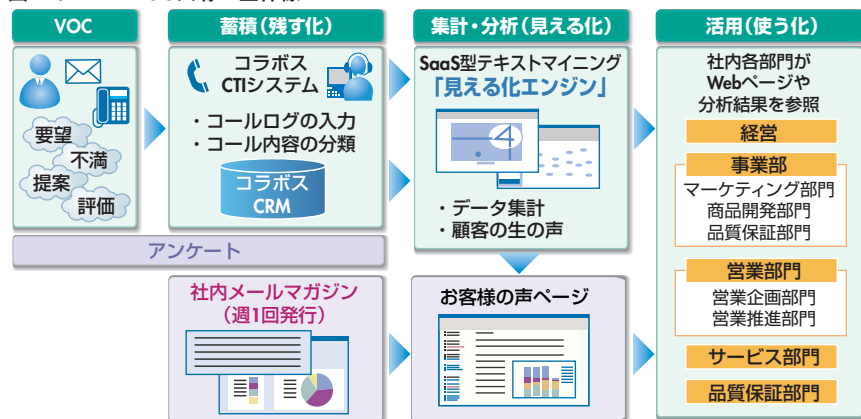 VOC
要望
不満
提案
評価
蓄積（残す化）
コラボス
CTIシステム
・コールログの入力
・コール内容の分類
コラボス
CRM
アンケート
集計・分析（見える化）
SaaS型テキストマイニング
「見える化エンジン」
・データ集計
・顧客の生の声
社内メールマガジン
（週1回発行）
お客様の声ページ
活用（使う化）
社内各部門が
Webページや
分析結果を参照
経営
事業部
マーケティング部門
商品開発部門
品質保証部門
営業部門
営業企画部門
営業推進部門
サービス部門
品質保証部門